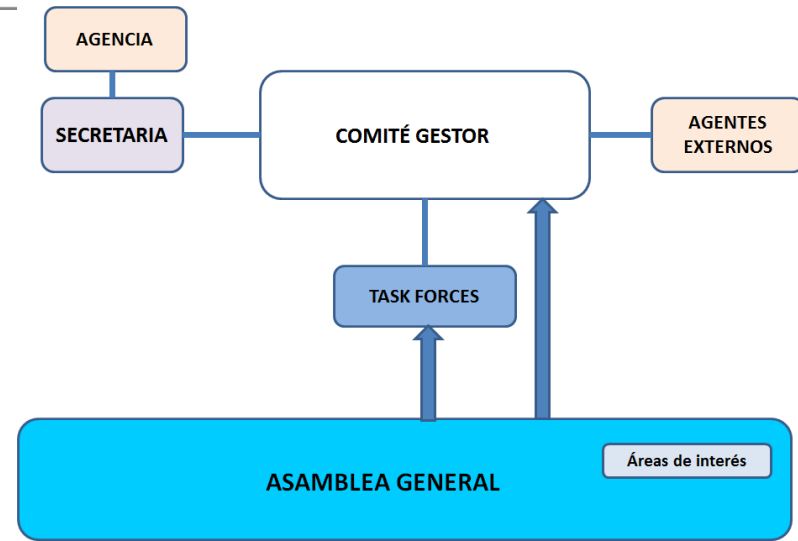 AGENCIA
SECRETARIA
COMITÉ GESTOR
AGENTES
EXTERNOS
TASK FORCES
Áreas de interés
ASAMBLEA GENERAL